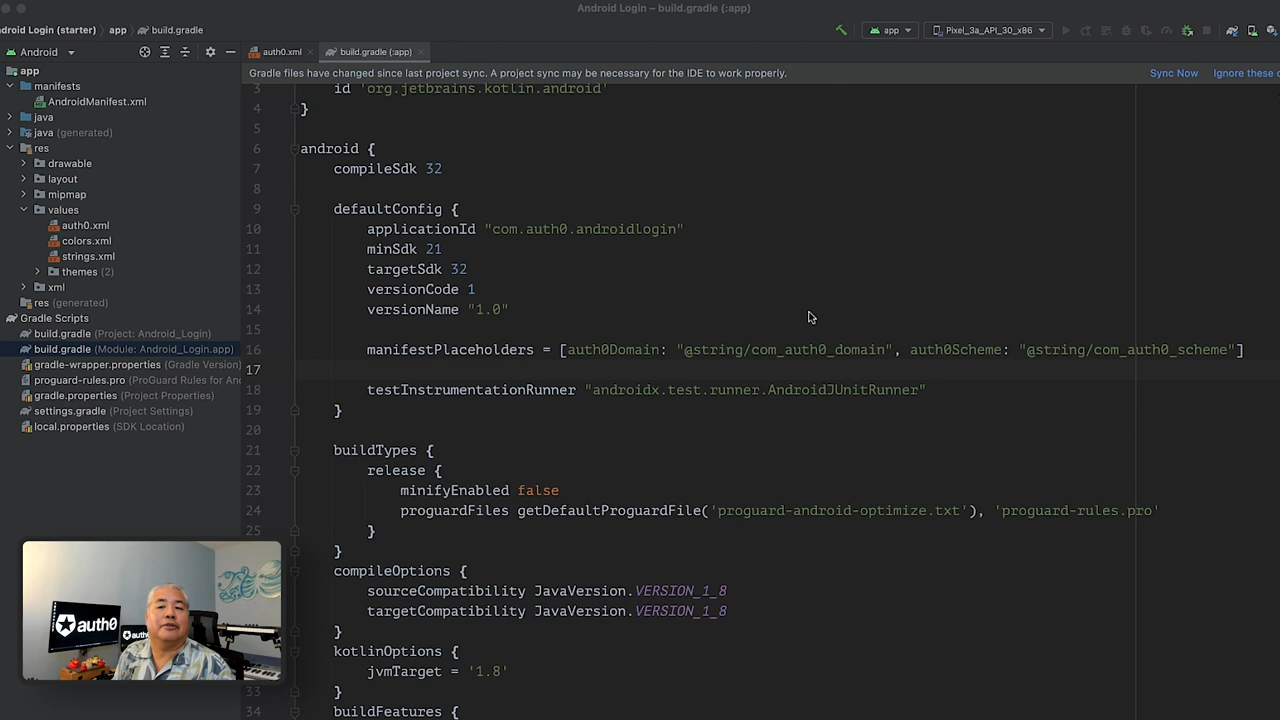 Android Login – build.gradle (:app)
ndroid Login (starter)
app
build.gradle
app
Pixel_3a_API_30_x86
Android
auth0.xml
build.gradle (:app)
Gradle files have changed since last project sync. A project sync may be necessary for the IDE to work properly.
Sync Now
Ignore these c
app
manifests
AndroidManifest.xml
java
java (generated)
res
drawable
layout
mipmap
values
auth0.xml
colors.xml
strings.xml
themes (2)
xml
res (generated)
Gradle Scripts
build.gradle (Project: Android_Login)
build.gradle (Module: Android_Login.app)
gradle-wrapper.properties (Gradle Version)
proguard-rules.pro (ProGuard Rules for An
gradle.properties (Project Properties)
settings.gradle (Project Settings)
local.properties (SDK Location)
3 id 'org.jetbrains.kotlin.android'
4 }
5
6 android {
7 compileSdk 32
8
9 defaultConfig {
10 applicationId "com.auth0.androidlogin"
11 minSdk 21
12 targetSdk 32
13 versionCode 1
14 versionName "1.0"
15
16 manifestPlaceholders = [auth0Domain: "@string/com_auth0_domain", auth0Scheme: "@string/com_auth0_scheme"]
17
18 testInstrumentationRunner "androidx.test.runner.AndroidJUnitRunner"
19 }
20
21 buildTypes {
22 release {
23 minifyEnabled false
24 proguardFiles getDefaultProguardFile('proguard-android-optimize.txt'), 'proguard-rules.pro'
25 }
}
compileOptions {
sourceCompatibility JavaVersion.VERSION_1_8
targetCompatibility JavaVersion.VERSION_1_8
}
kotlinOptions {
jvmTarget = '1.8'
33 }
34 buildFeatures {
auth0
auth0